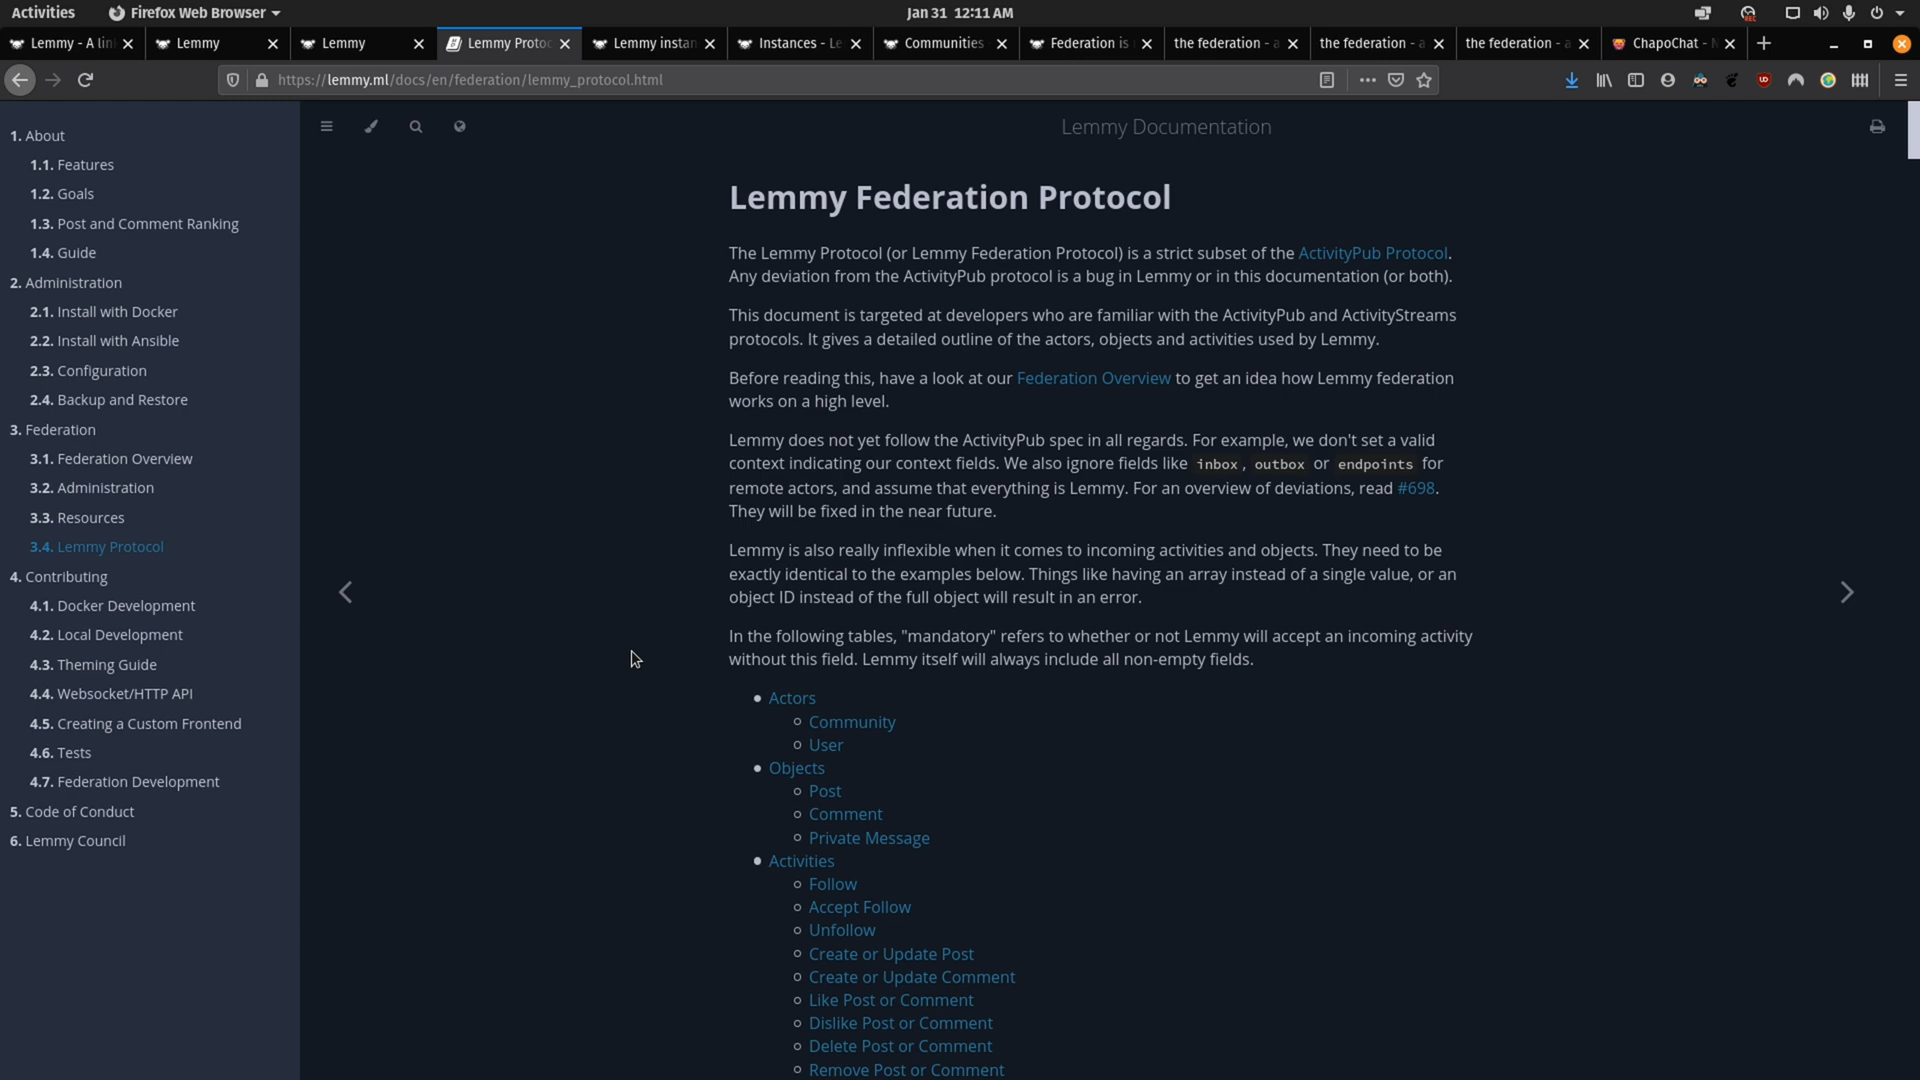 Activities
Firefox Web Browser
Jan 31 12:11 AM
Lemmy - A lin
Lemmy
Lemmy
Lemmy Protoc
Lemmy instan
Instances - Le
Communities
Federation is
the federation - a
the federation - a
the federation - a
ChapoChat - N
https://lemmy.ml/docs/en/federation/lemmy_protocol.html
Lemmy Documentation
1. About
1.1. Features
1.2. Goals
1.3. Post and Comment Ranking
1.4. Guide
2. Administration
2.1. Install with Docker
2.2. Install with Ansible
2.3. Configuration
2.4. Backup and Restore
3. Federation
3.1. Federation Overview
3.2. Administration
3.3. Resources
3.4. Lemmy Protocol
4. Contributing
4.1. Docker Development
4.2. Local Development
4.3. Theming Guide
4.4. Websocket/HTTP API
4.5. Creating a Custom Frontend
4.6. Tests
4.7. Federation Development
5. Code of Conduct
6. Lemmy Council
Lemmy Federation Protocol
The Lemmy Protocol (or Lemmy Federation Protocol) is a strict subset of the ActivityPub Protocol.
Any deviation from the ActivityPub protocol is a bug in Lemmy or in this documentation (or both).
This document is targeted at developers who are familiar with the ActivityPub and ActivityStreams
protocols. It gives a detailed outline of the actors, objects and activities used by Lemmy.
Before reading this, have a look at our Federation Overview to get an idea how Lemmy federation
works on a high level.
Lemmy does not yet follow the ActivityPub spec in all regards. For example, we don't set a valid
context indicating our context fields. We also ignore fields like inbox, outbox or endpoints for
remote actors, and assume that everything is Lemmy. For an overview of deviations, read #698.
They will be fixed in the near future.
Lemmy is also really inflexible when it comes to incoming activities and objects. They need to be
exactly identical to the examples below. Things like having an array instead of a single value, or an
object ID instead of the full object will result in an error.
In the following tables, "mandatory" refers to whether or not Lemmy will accept an incoming activity
without this field. Lemmy itself will always include all non-empty fields.
Actors
Community
User
Objects
Post
Comment
Private Message
Activities
Follow
Accept Follow
Unfollow
Create or Update Post
Create or Update Comment
Like Post or Comment
Dislike Post or Comment
Delete Post or Comment
Remove Post or Comment